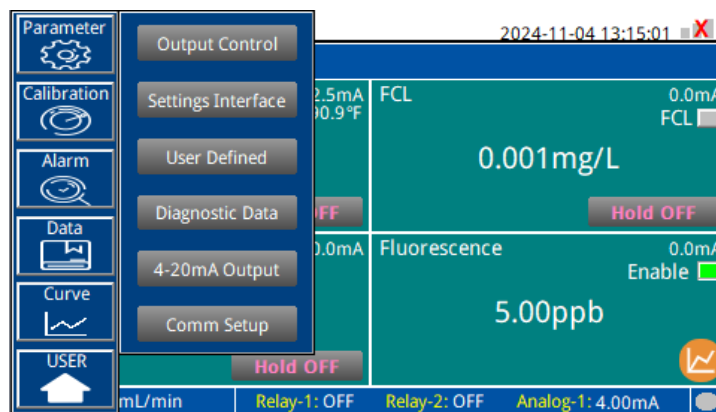 Parameter
Calibration
Alarm
Data
Curve
USER
Output Control
Settings Interface
User Defined
Diagnostic Data
4-20mA Output
Comm Setup
2024-11-04 13:15:01
X
2.5mA
0.9°F
FCL
0.0mA
FCL
0.001mg/L
Hold OFF
0.0mA
Hold OFF
Fluorescence
0.0mA
Enable
5.00ppb
mL/min
Relay-1: OFF
Relay-2: OFF
Analog-1: 4.00mA